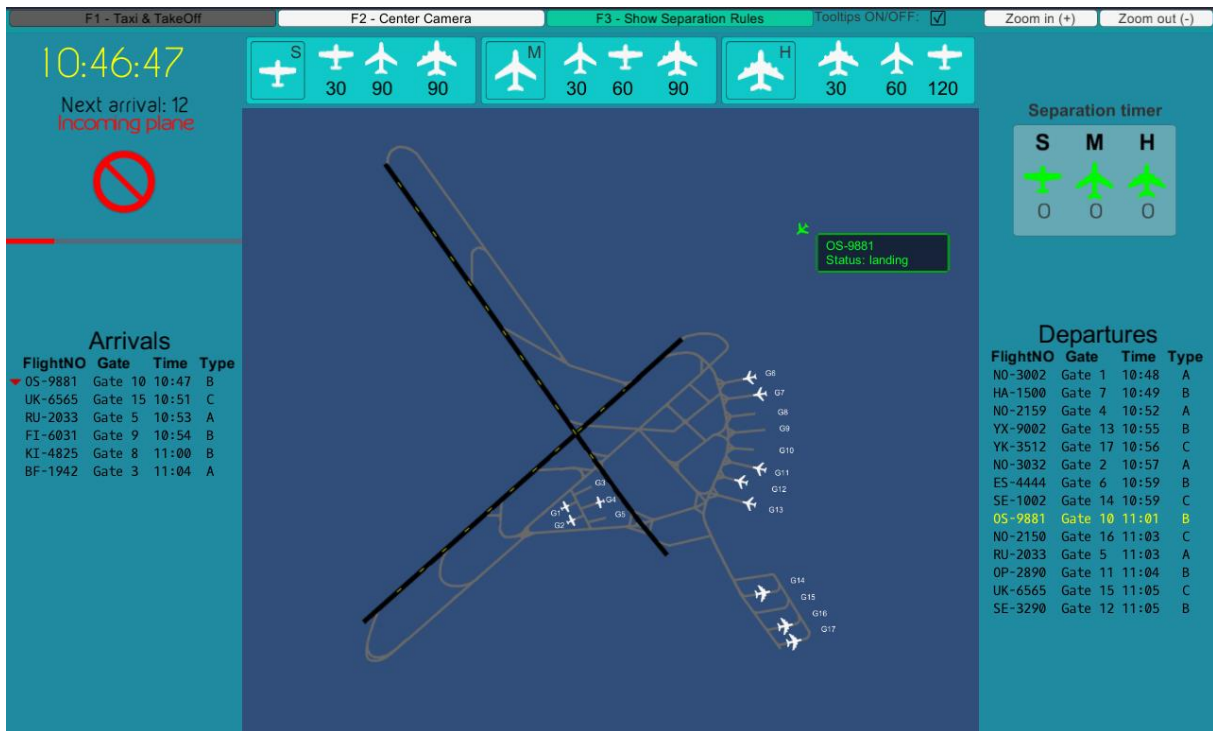 F1 - Taxi & TakeOff
F2 - Center Camera
F3 - Show Separation Rules
Tooltips ON/OFF:
Zoom in (+)
Zoom out (-)
10:46:47
Next arrival: 12
Incoming plane
S
30 90 90
M
30 60 90
H
30 60 120
Separation timer
S M H
0 0 0
OS-9881
Status: landing
Arrivals
FlightNO Gate Time Type
OS-9881 Gate 10 10:47 B
UK-6565 Gate 15 10:51 C
RU-2033 Gate 5 10:53 A
FI-6031 Gate 9 10:54 B
KI-4825 Gate 8 11:00 B
BF-1942 Gate 3 11:04 A
G6
G7
G8
G9
G10
G11
G12
G13
G3
G4
G1
G5
G2
G14
G15
G16
G17
Departures
FlightNO Gate Time Type
NO-3002 Gate 1 10:48 A
HA-1500 Gate 7 10:49 B
NO-2159 Gate 4 10:52 A
YX-9002 Gate 13 10:55 B
YK-3512 Gate 17 10:56 C
NO-3032 Gate 2 10:57 A
ES-4444 Gate 6 10:59 B
SE-1002 Gate 14 10:59 C
OS-9881 Gate 10 11:01 B
NO-2150 Gate 16 11:03 C
RU-2033 Gate 5 11:03 A
OP-2890 Gate 11 11:04 B
UK-6565 Gate 15 11:05 C
SE-3290 Gate 12 11:05 B